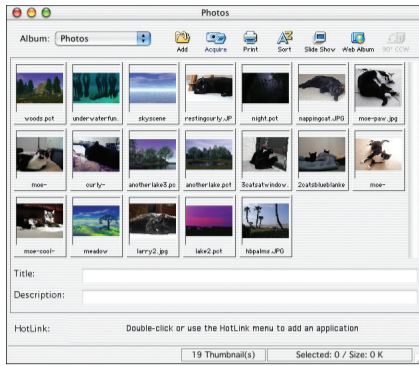 Photos
Album: Photos
Add Acquire Print Sort Slide Show Web Album 90° CCW
woods.pct underwaterfun. skyscene restingcurly.JP night.pct nappingcat.JPG moe-paw.jpg
moe- curly- anotherlake3.pc anotherlake.pct 3catsatwindow. 2catsblueblanke moe-
moe-cool- meadow larry2.jpg lake2.pct hbpalms.JPG
Title:
Description:
HotLink: Double-click or use the HotLink menu to add an application
19 Thumbnail(s) Selected: 0 / Size: 0 K